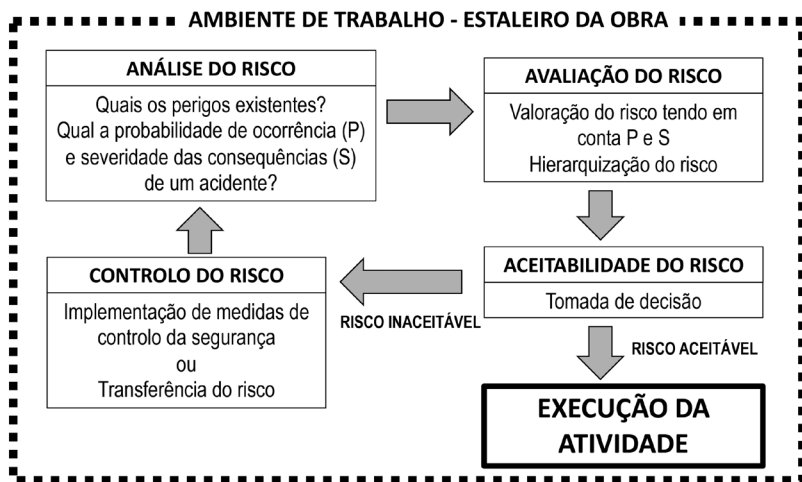 AMBIENTE DE TRABALHO - ESTALEIRO DA OBRA
ANÁLISE DO RISCO
Quais os perigos existentes?
Qual a probabilidade de ocorrência (P)
e severidade das consequências (S)
de um acidente?
AVALIAÇÃO DO RISCO
Valoração do risco tendo em
conta P e S
Hierarquização do risco
ACEITABILIDADE DO RISCO
Tomada de decisão
RISCO INACEITÁVEL
CONTROLO DO RISCO
Implementação de medidas de
controlo da segurança
ou
Transferência do risco
RISCO ACEITÁVEL
EXECUÇÃO DA
ATIVIDADE